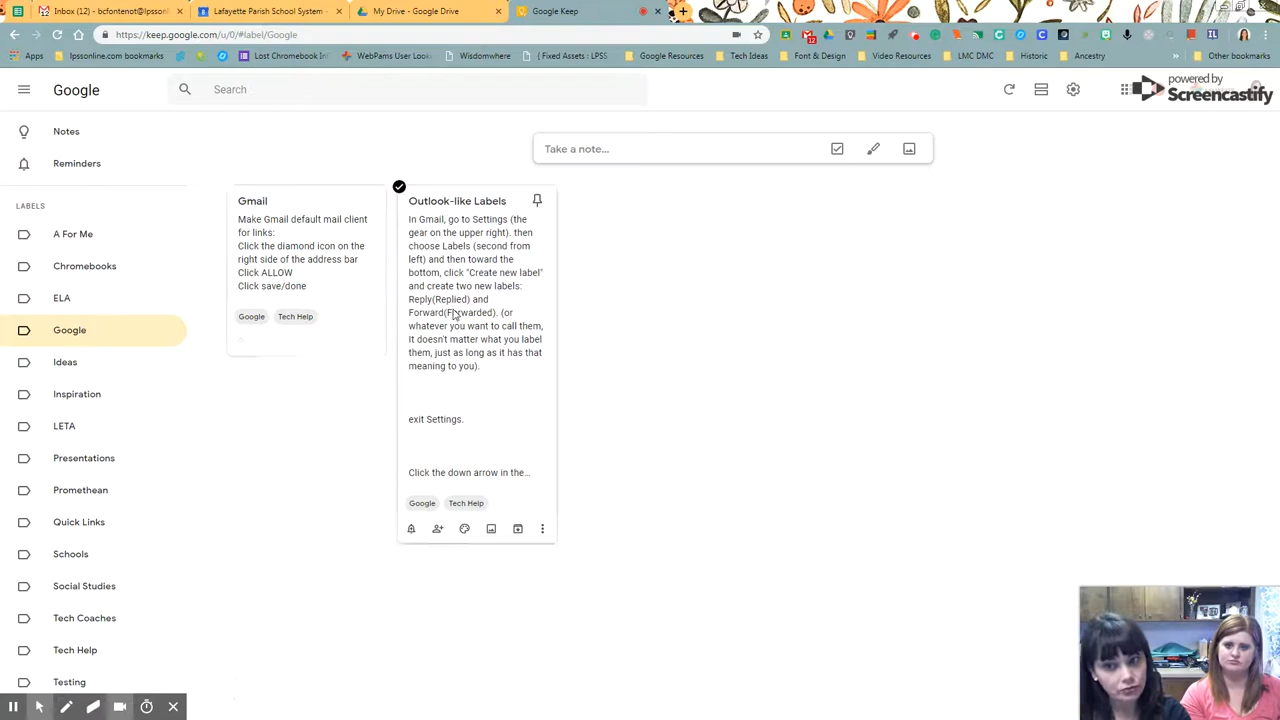 Inbox (12) - bcfontenot@lpsson
Lafayette Parish School System -
My Drive - Google Drive
Google Keep
https://keep.google.com/u/0/#label/Google
Apps
lpssonline.com bookmarks
Lost Chromebook Inf
WebPams User Look
Wisdomwhere
{ Fixed Assets : LPSS
Google Resources
Tech Ideas
Font & Design
Video Resources
LMC DMC
Historic
Ancestry
Other bookmarks
Google
Search
powered by
Screencastify
Notes
Reminders
Take a note...
LABELS
A For Me
Chromebooks
ELA
Google
Ideas
Inspiration
LETA
Presentations
Promethean
Quick Links
Schools
Social Studies
Tech Coaches
Tech Help
Testing
Gmail
Make Gmail default mail client
for links:
Click the diamond icon on the
right side of the address bar
Click ALLOW
Click save/done
Google
Tech Help
Outlook-like Labels
In Gmail, go to Settings (the
gear on the upper right). then
choose Labels (second from
left) and then toward the
bottom, click "Create new label"
and create two new labels:
Reply(Replied) and
Forward(Forwarded). (or
whatever you want to call them,
It doesn't matter what you label
them, just as long as it has that
meaning to you).
exit Settings.
Click the down arrow in the...
Google
Tech Help